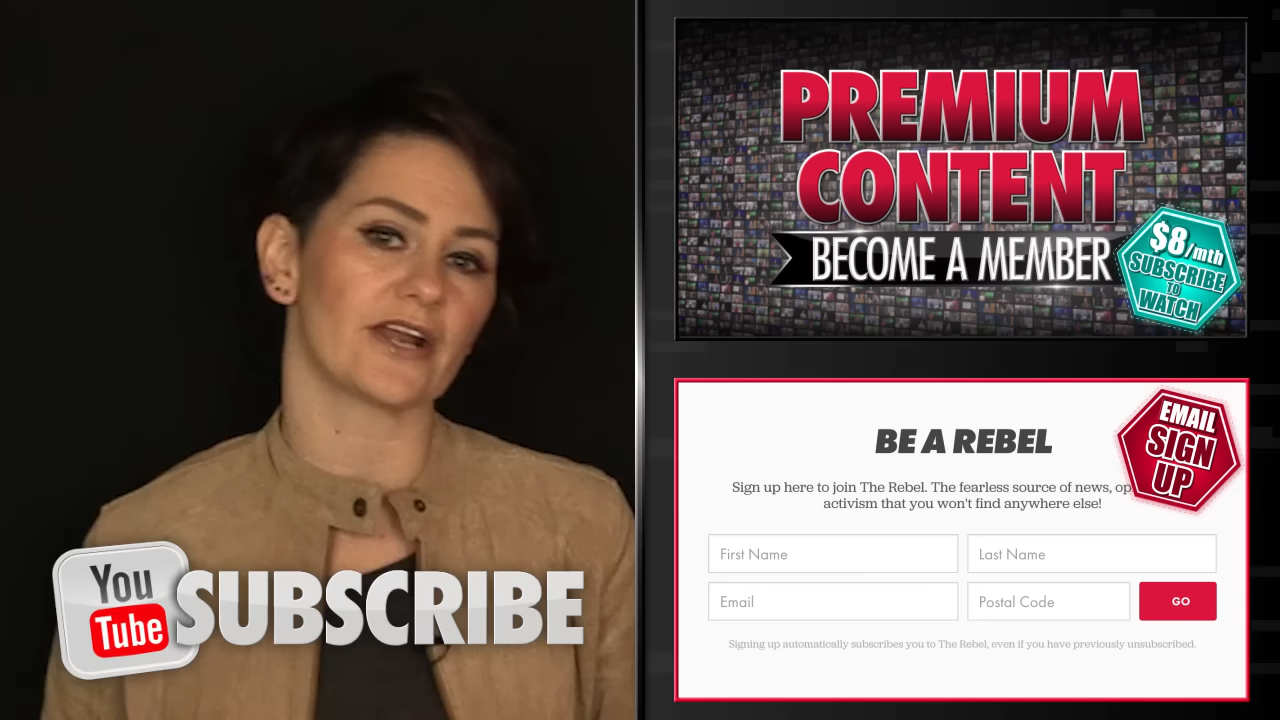 You
Tube
SUBSCRIBE
PREMIUM
CONTENT
BECOME A MEMBER
$8/mth
SUBSCRIBE
TO
WATCH
BE A REBEL
EMAIL
SIGN
UP
Sign up here to join The Rebel. The fearless source of news, op
activism that you won't find anywhere else!
First Name
Last Name
Email
Postal Code
GO
Signing up automatically subscribes you to The Rebel, even if you have previously unsubscribed.